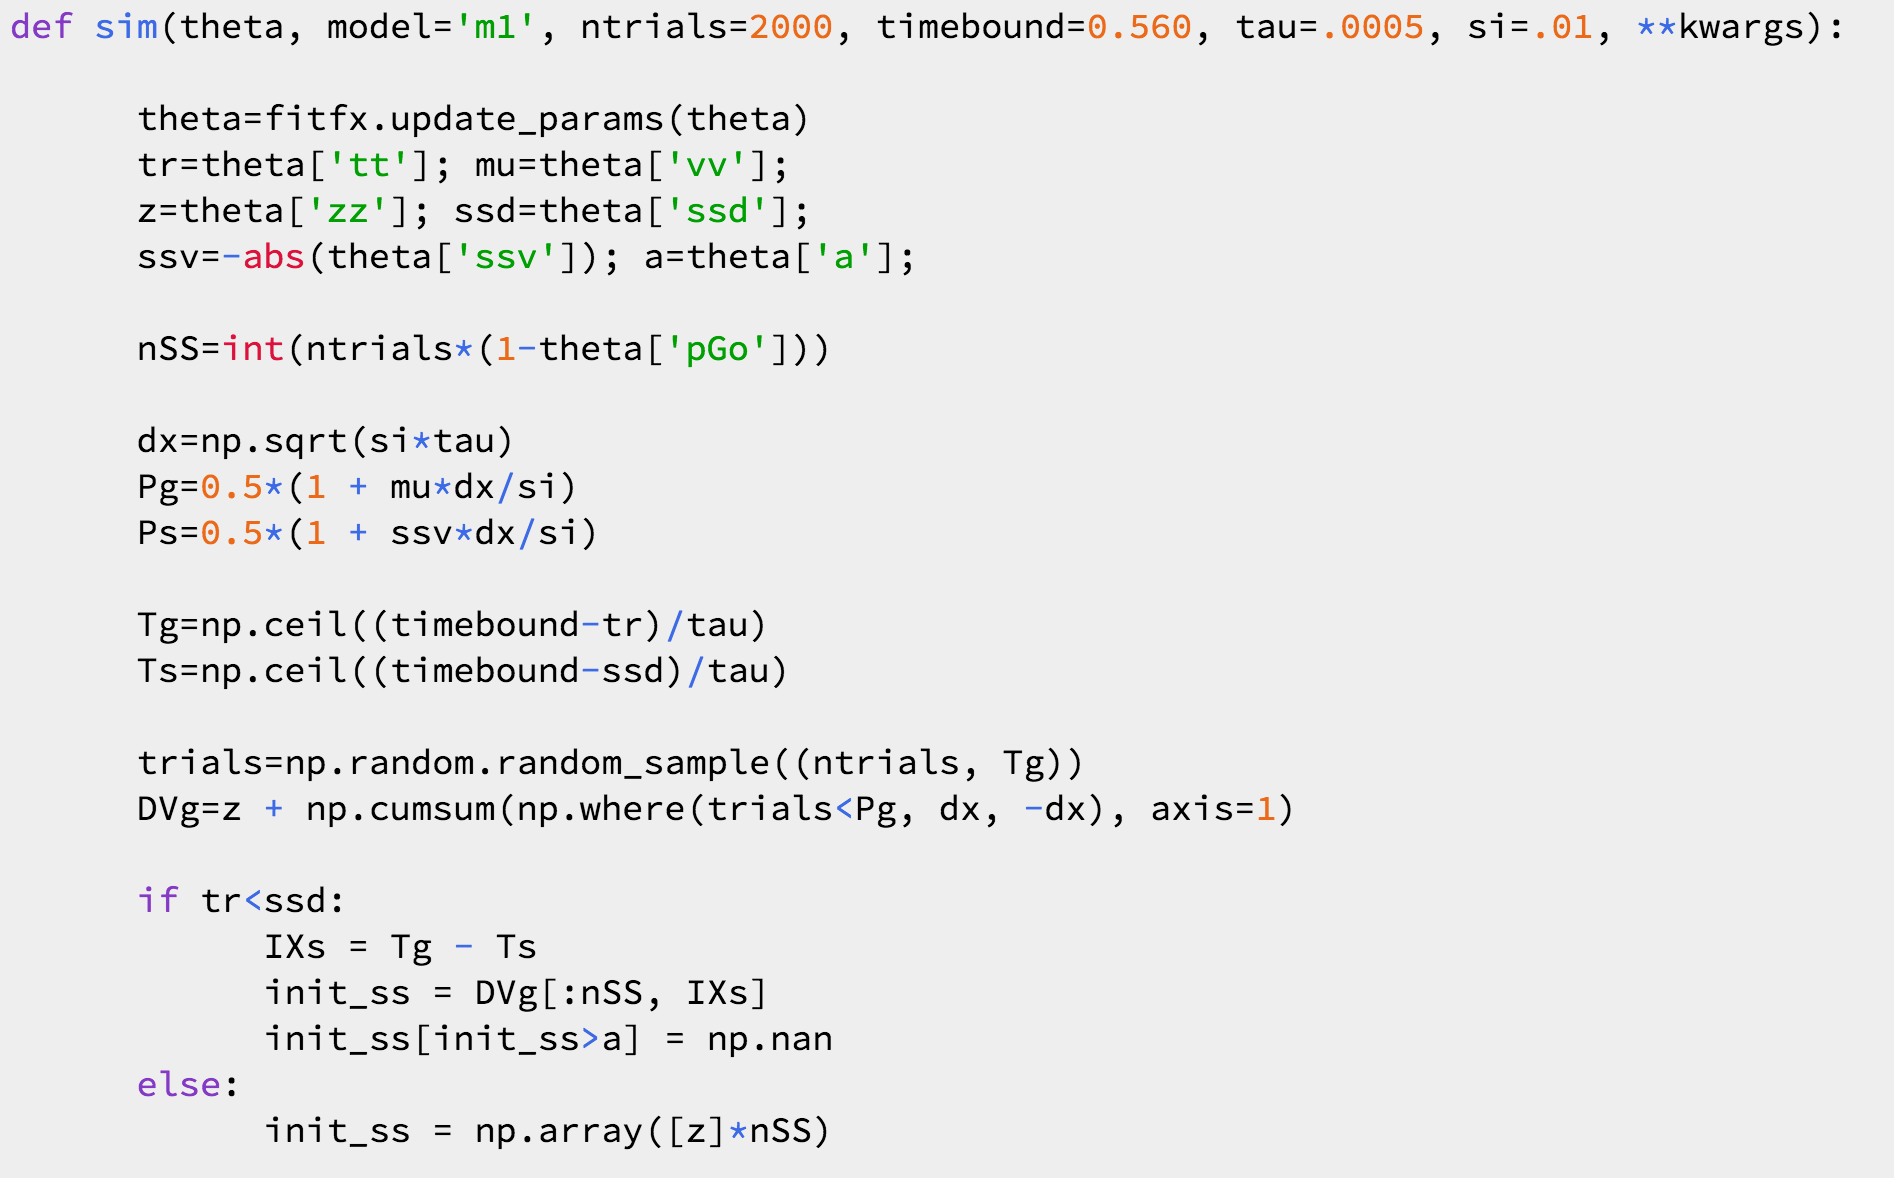 def sim(theta, model='m1', ntrials=2000, timebound=0.560, tau=.0005, si=.01, **kwargs):
theta=fitfx.update_params(theta)
tr=theta['tt']; mu=theta['vv'];
z=theta['zz']; ssd=theta['ssd'];
ssv=-abs(theta['ssv']); a=theta['a'];
nSS=int(ntrials*(1-theta['pGo']))
dx=np.sqrt(si*tau)
Pg=0.5*(1 + mu*dx/si)
Ps=0.5*(1 + ssv*dx/si)
Tg=np.ceil((timebound-tr)/tau)
Ts=np.ceil((timebound-ssd)/tau)
trials=np.random.random_sample((ntrials, Tg))
DVg=z + np.cumsum(np.where(trials<Pg, dx, -dx), axis=1)
if tr<ssd:
IXs = Tg - Ts
init_ss = DVg[:nSS, IXs]
init_ss[init_ss>a] = np.nan
else:
init_ss = np.array([z]*nSS)